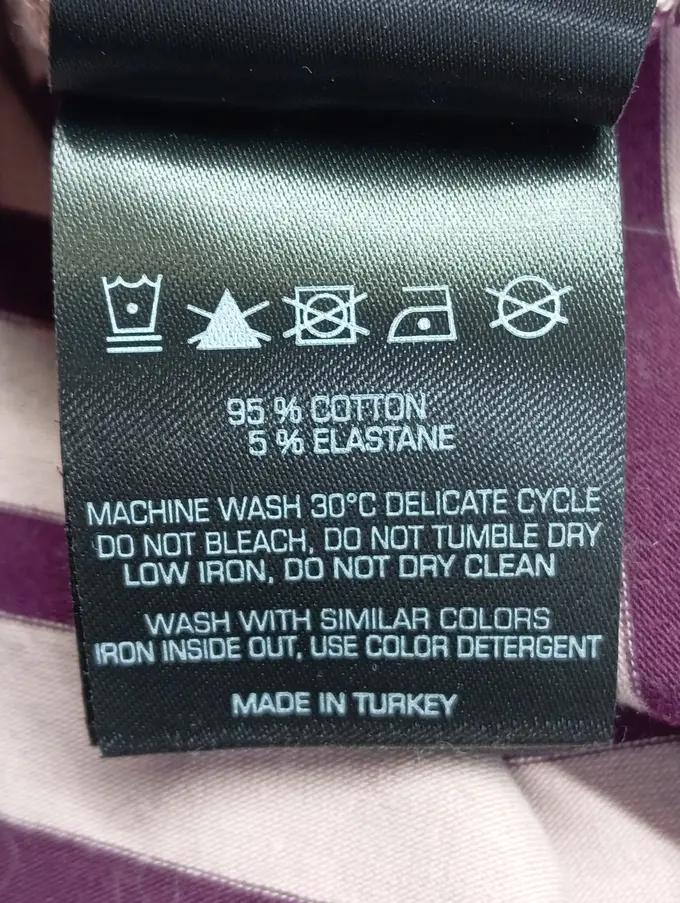 95 % COTTON
5 % ELASTANE
MACHINE WASH 30°C DELICATE CYCLE
DO NOT BLEACH, DO NOT TUMBLE DRY
LOW IRON, DO NOT DRY CLEAN
WASH WITH SIMILAR COLORS
IRON INSIDE OUT, USE COLOR DETERGENT
MADE IN TURKEY